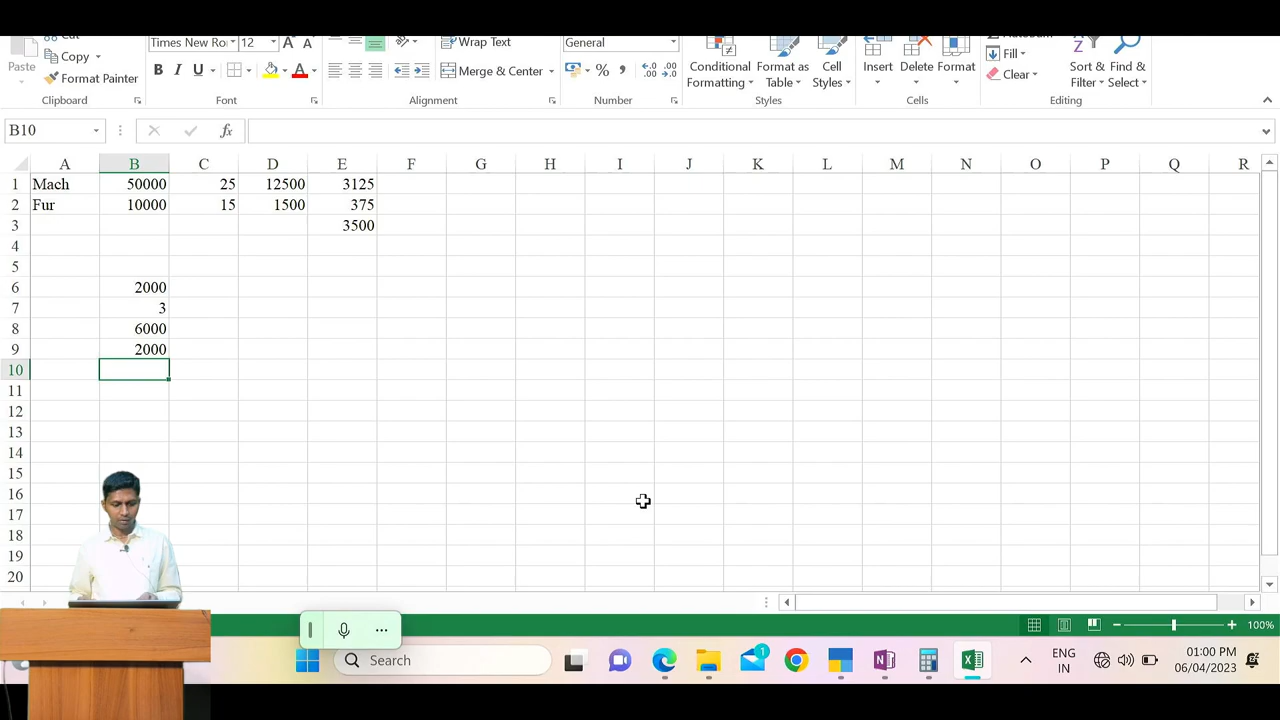 Cut
Copy
Paste
Format Painter
Clipboard
Times New Ro
12
A A
B I U
A
Font
Wrap Text
Merge & Center
Alignment
General
%
Number
Conditional Formatting
Format as Table
Cell Styles
Styles
Insert
Delete
Format
Cells
Fill
Clear
Sort & Filter
Find & Select
Editing
B10
fx
A B C D E F G H I J K L M N O P Q R
1 Mach 50000 25 12500 3125
2 Fur 10000 15 1500 375
3 3500
4
5
6 2000
7 3
8 6000
9 2000
10
11
12
13
14
15
16
17
18
19
20
100%
Search
1
ENG
IN
01:00 PM
06/04/2023